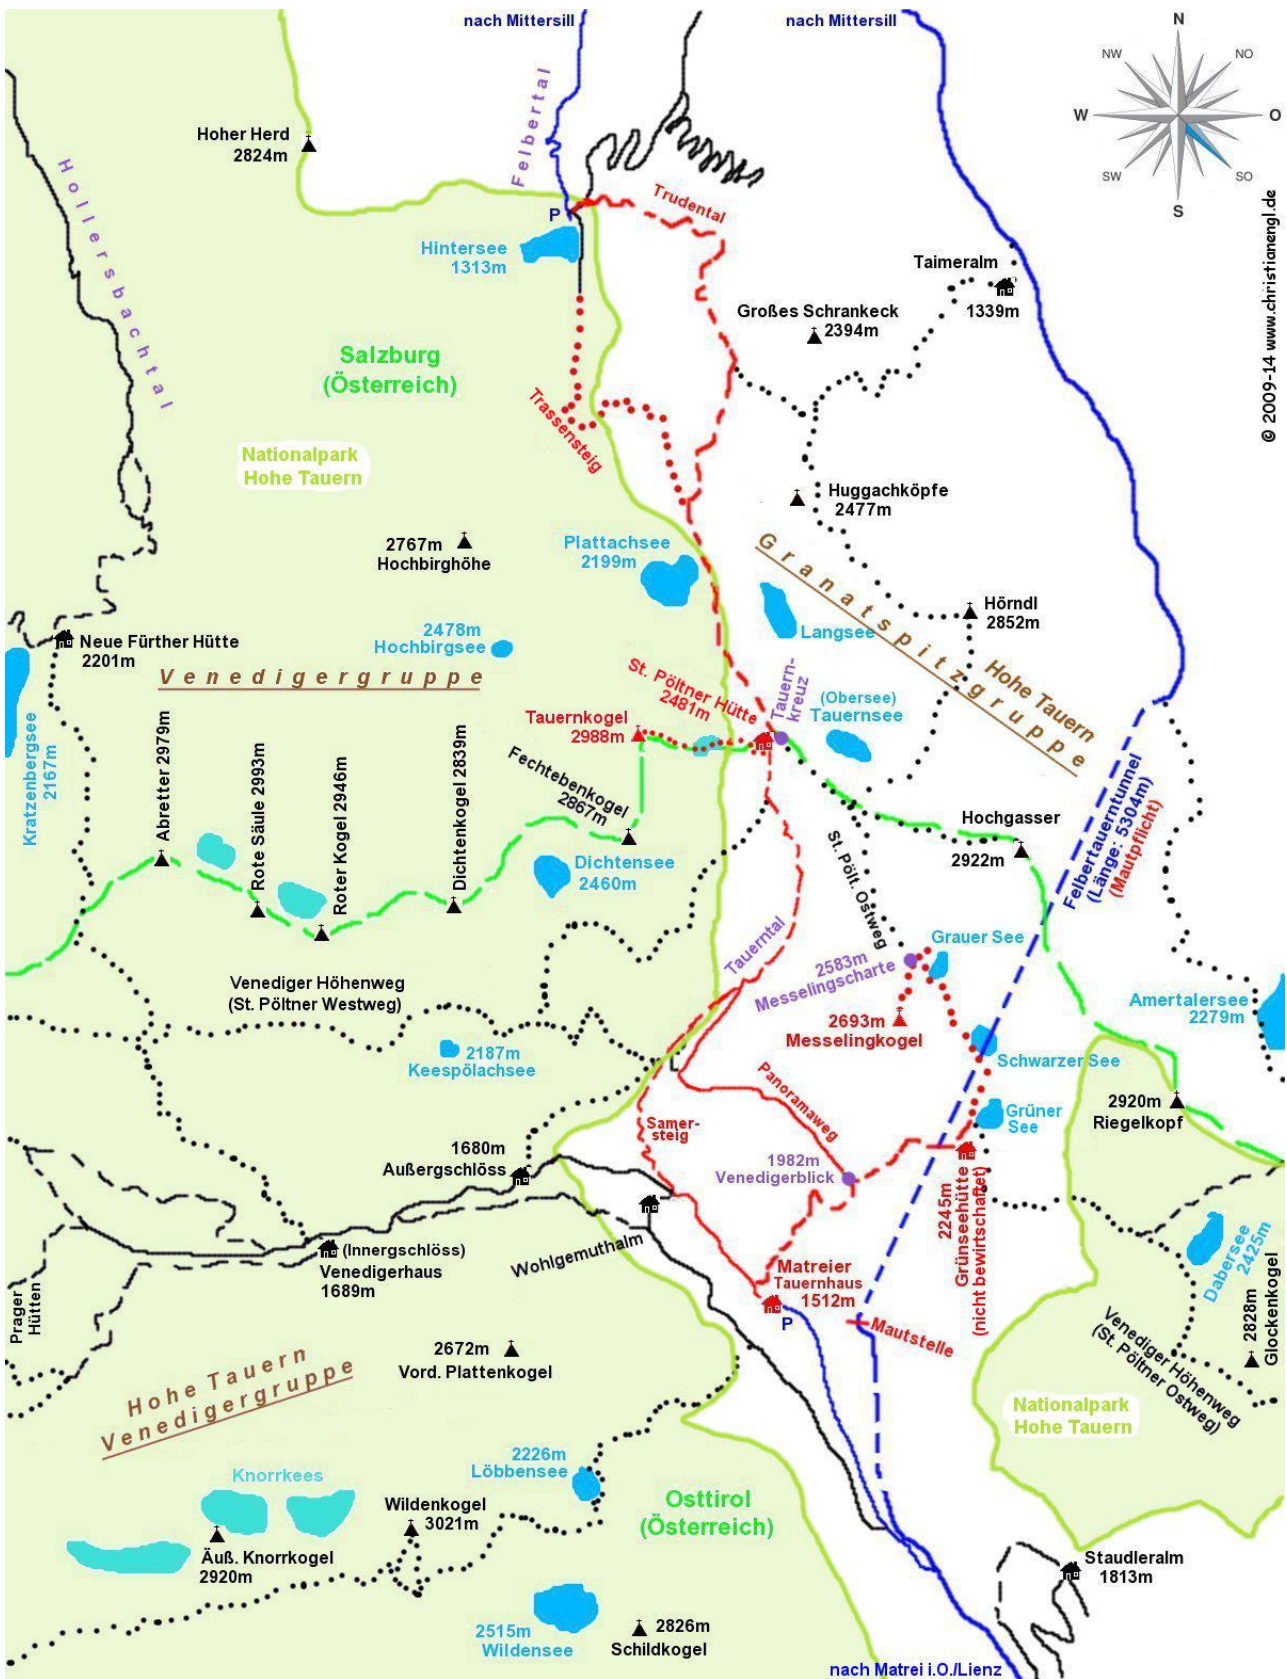 nach Mittersill
nach Mittersill
N
NW
NO
W
O
SW
SO
S
© 2009-14 www.christianengl.de
Hoher Herd
2824m
Felbertal
Hollersbachtal
Trudental
P
Hintersee
1313m
Taimeralm
1339m
Großes Schrankeck
2394m
Salzburg
(Österreich)
Trassensteig
Nationalpark
Hohe Tauern
Huggachköpfe
2477m
2767m
Hochbirghöhe
Plattachsee
2199m
Granatspitzgruppe
Hohe Tauern
Langsee
Hörndl
2852m
2478m
Hochbirgsee
Neue Fürther Hütte
2201m
Venedigergruppe
St. Pöltner Hütte
2481m
Tauern-
kreuz
(Obersee)
Tauernsee
Tauernkogel
2988m
Kratzenbergsee
2167m
Abretter 2979m
Rote Säule 2993m
Roter Kogel 2946m
Dichtenkogel 2839m
Fechtebenkogel
2867m
Dichtensee
2460m
Hochgasser
2922m
Felbertauerntunnel
(Länge: 5304m)
(Mautpflicht)
St. Pölt. Ostweg
Tauerntal
Grauer See
2583m
Messelingscharte
Venediger Höhenweg
(St. Pöltner Westweg)
2693m
Messelingkogel
Amertalersee
2279m
2187m
Keespölachsee
Schwarzer See
Panoramaweg
Grüner
See
2920m
Riegelkopf
Samer-
steig
1680m
Außergschlöss
1982m
Venedigerblick
2245m
Grünseehütte
(nicht bewirtschaftet)
Dabersee
2425m
(Innergschlöss)
Venedigerhaus
1689m
Wohlgemuthalm
Matreier
Tauernhaus
1512m
P
Mautstelle
Prager
Hütten
2828m
Glockenkogel
Venediger Höhenweg
(St. Pöltner Ostweg)
2672m
Vord. Plattenkogel
Hohe Tauern
Venedigergruppe
Nationalpark
Hohe Tauern
2226m
Löbbensee
Knorrkees
Wildenkogel
3021m
Osttirol
(Österreich)
Äuß. Knorrkogel
2920m
Staudleralm
1813m
2515m
Wildensee
2826m
Schildkogel
nach Matrei i.O./Lienz